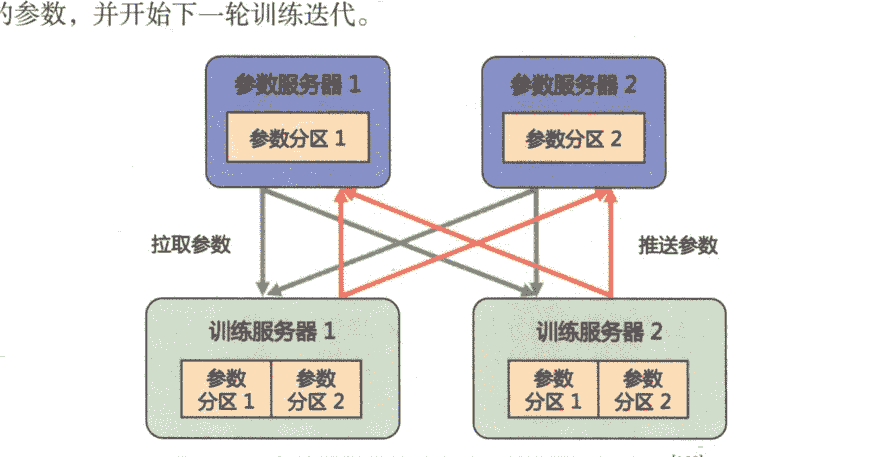 的参数，并开始下一轮训练迭代。
参数服务器 1
参数服务器 2
参数分区 1
参数分区 2
拉取参数
推送参数
训练服务器 1
训练服务器 2
参数 参数 参数 参数
分区 1 分区 2 分区 1 分区 2